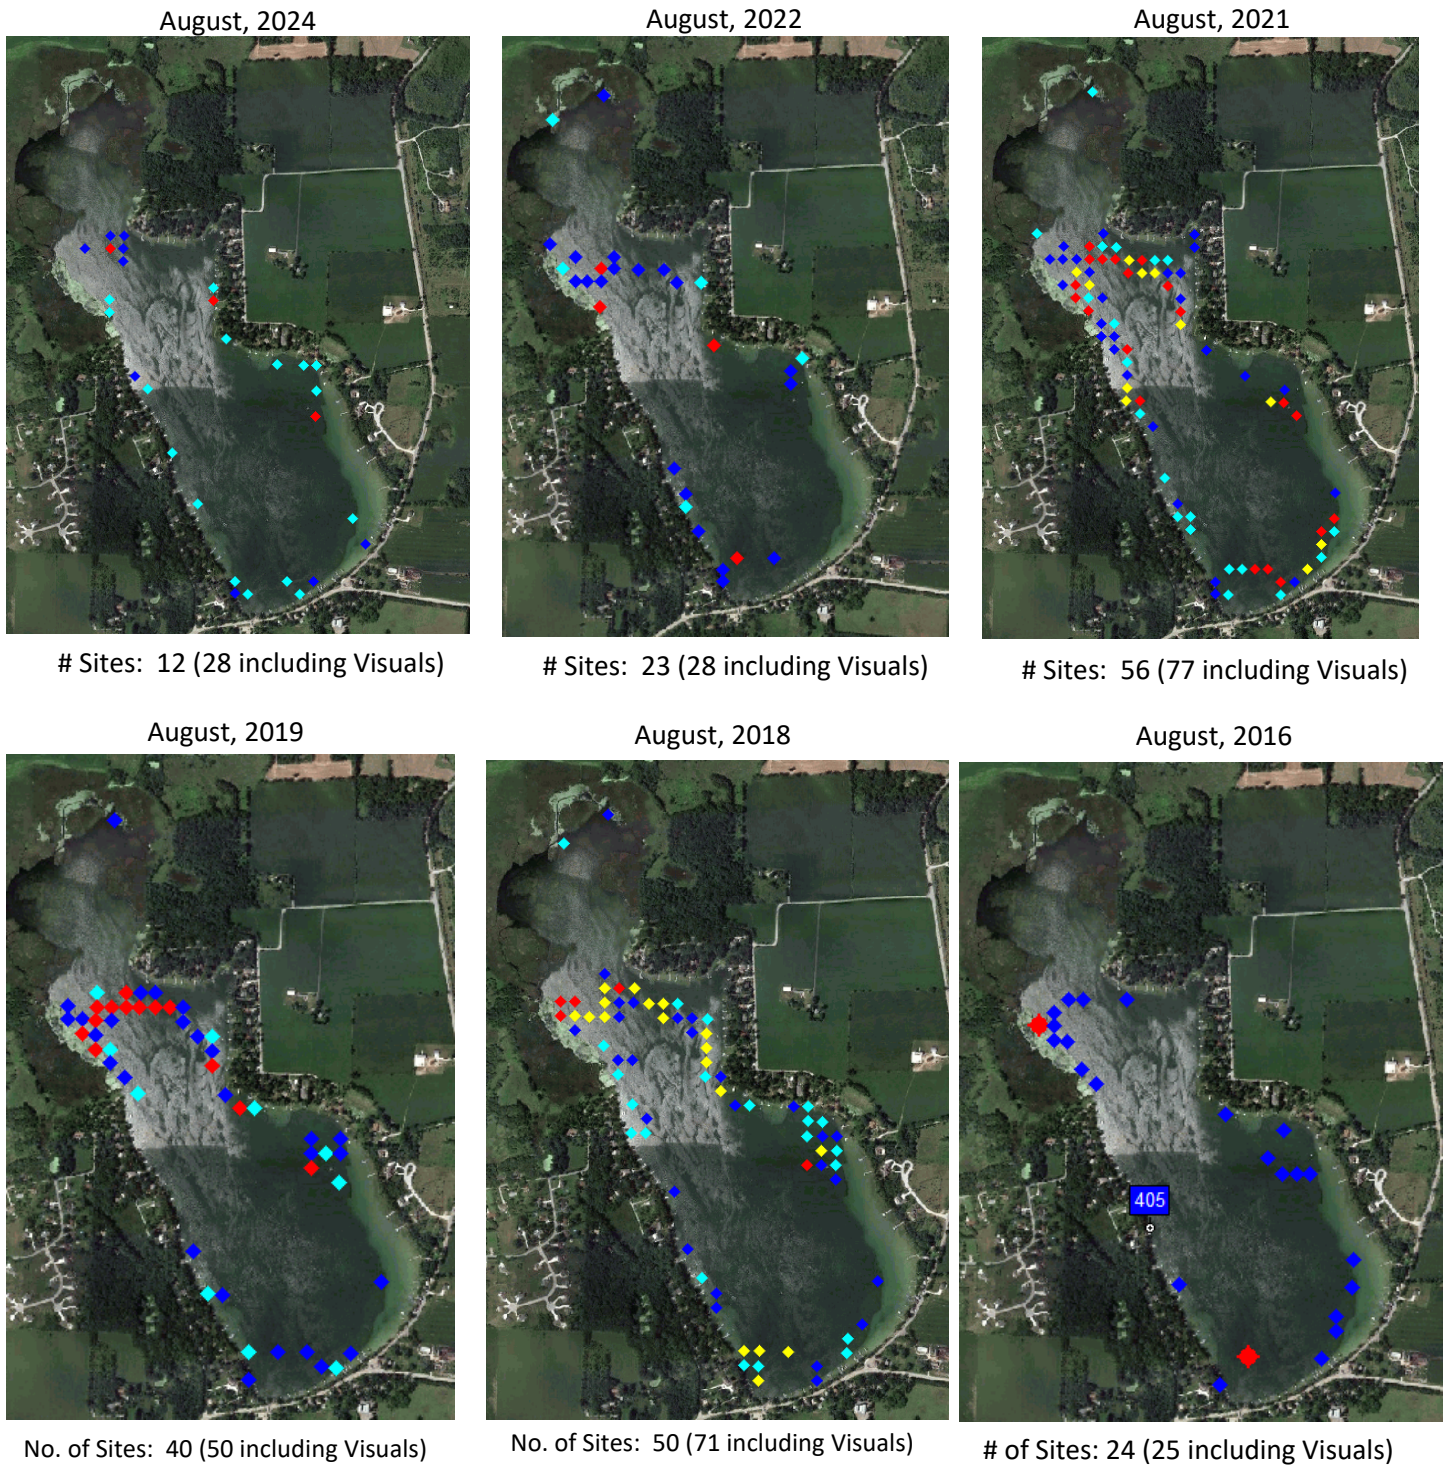 August, 2024
August, 2022
August, 2021
# Sites: 12 (28 including Visuals)
# Sites: 23 (28 including Visuals)
# Sites: 56 (77 including Visuals)
August, 2019
August, 2018
August, 2016
405
No. of Sites: 40 (50 including Visuals)
No. of Sites: 50 (71 including Visuals)
# of Sites: 24 (25 including Visuals)